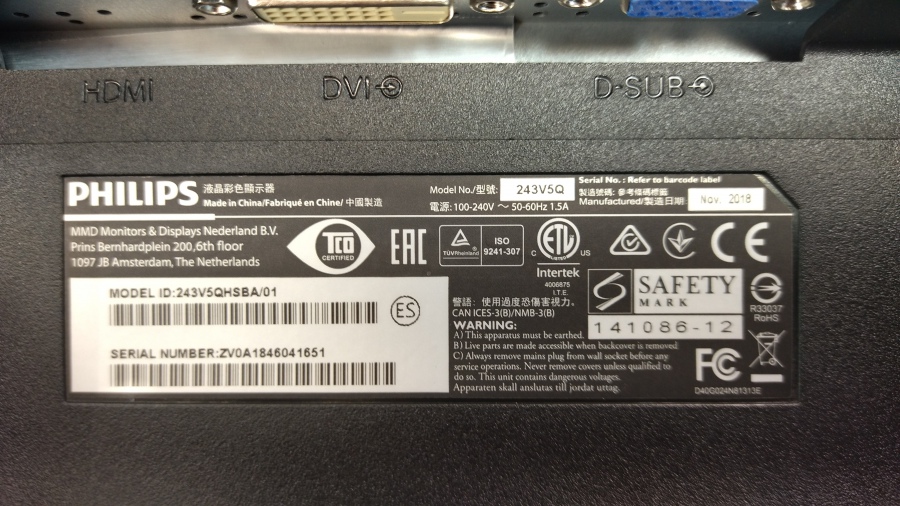 HDMI
DVI
D-SUB
PHILIPS 液晶彩色顯示器
Made in China/Fabriqué en Chine/ 中國製造
Model No./型號: 243V5Q
電源: 100-240V ～ 50-60Hz 1.5A
Serial No. : Refer to barcode label
製造號碼: 參考條碼標籤
Manufactured/製造日期: Nov. 2018
MMD Monitors & Displays Nederland B.V.
Prins Bernhardplein 200,6th floor
1097 JB Amsterdam, The Netherlands
TCO
CERTIFIED
EAC
TÜVRheinland
ISO
9241-307
ETL
C LISTED US
Intertek
4006875
I.T.E.
CE
MODEL ID:243V5QHSBA/01
ES
SERIAL NUMBER:ZV0A1846041651
警語: 使用過度恐傷害視力。
CAN ICES-3(B)/NMB-3(B)
WARNING:
A) This apparatus must be earthed.
B) Live parts are made accessible when backcover is removed
C) Always remove mains plug from wall socket before any
service operations. Never remove covers unless qualified to
do so. This unit contains dangerous voltages.
Apparaten skall anslutas till jordat uttag.
S SAFETY
MARK
141086-12
R33037
RoHS
FC
D40G024N81313E